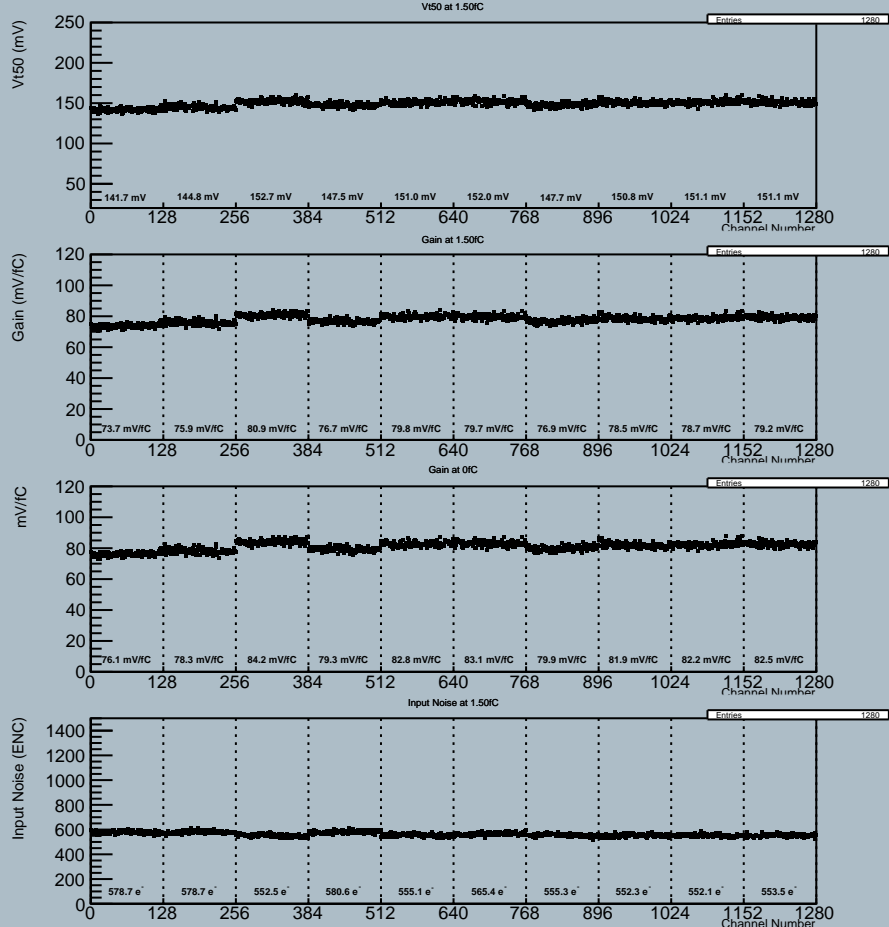 Vt50 at 1.50fC
Entries 1280
Vt50 (mV)
250
200
150
100
50
141.7 mV 144.8 mV 152.7 mV 147.5 mV 151.0 mV 152.0 mV 147.7 mV 150.8 mV 151.1 mV 151.1 mV
0 128 256 384 512 640 768 896 1024 1152 1280
Channel Number
Gain at 1.50fC
Entries 1280
Gain (mV/fC)
120
100
80
60
40
20
0
73.7 mV/fC 75.9 mV/fC 80.9 mV/fC 76.7 mV/fC 79.8 mV/fC 79.7 mV/fC 76.9 mV/fC 78.5 mV/fC 78.7 mV/fC 79.2 mV/fC
0 128 256 384 512 640 768 896 1024 1152 1280
Channel Number
Gain at 0fC
Entries 1280
mV/fC
120
100
80
60
40
20
0
76.1 mV/fC 78.3 mV/fC 84.2 mV/fC 79.3 mV/fC 82.8 mV/fC 83.1 mV/fC 79.9 mV/fC 81.9 mV/fC 82.2 mV/fC 82.5 mV/fC
0 128 256 384 512 640 768 896 1024 1152 1280
Channel Number
Input Noise at 1.50fC
Entries 1280
Input Noise (ENC)
1400
1200
1000
800
600
400
200
0
578.7 e⁻ 578.7 e⁻ 552.5 e⁻ 580.6 e⁻ 555.1 e⁻ 565.4 e⁻ 555.3 e⁻ 552.3 e⁻ 552.1 e⁻ 553.5 e⁻
0 128 256 384 512 640 768 896 1024 1152 1280
Channel Number